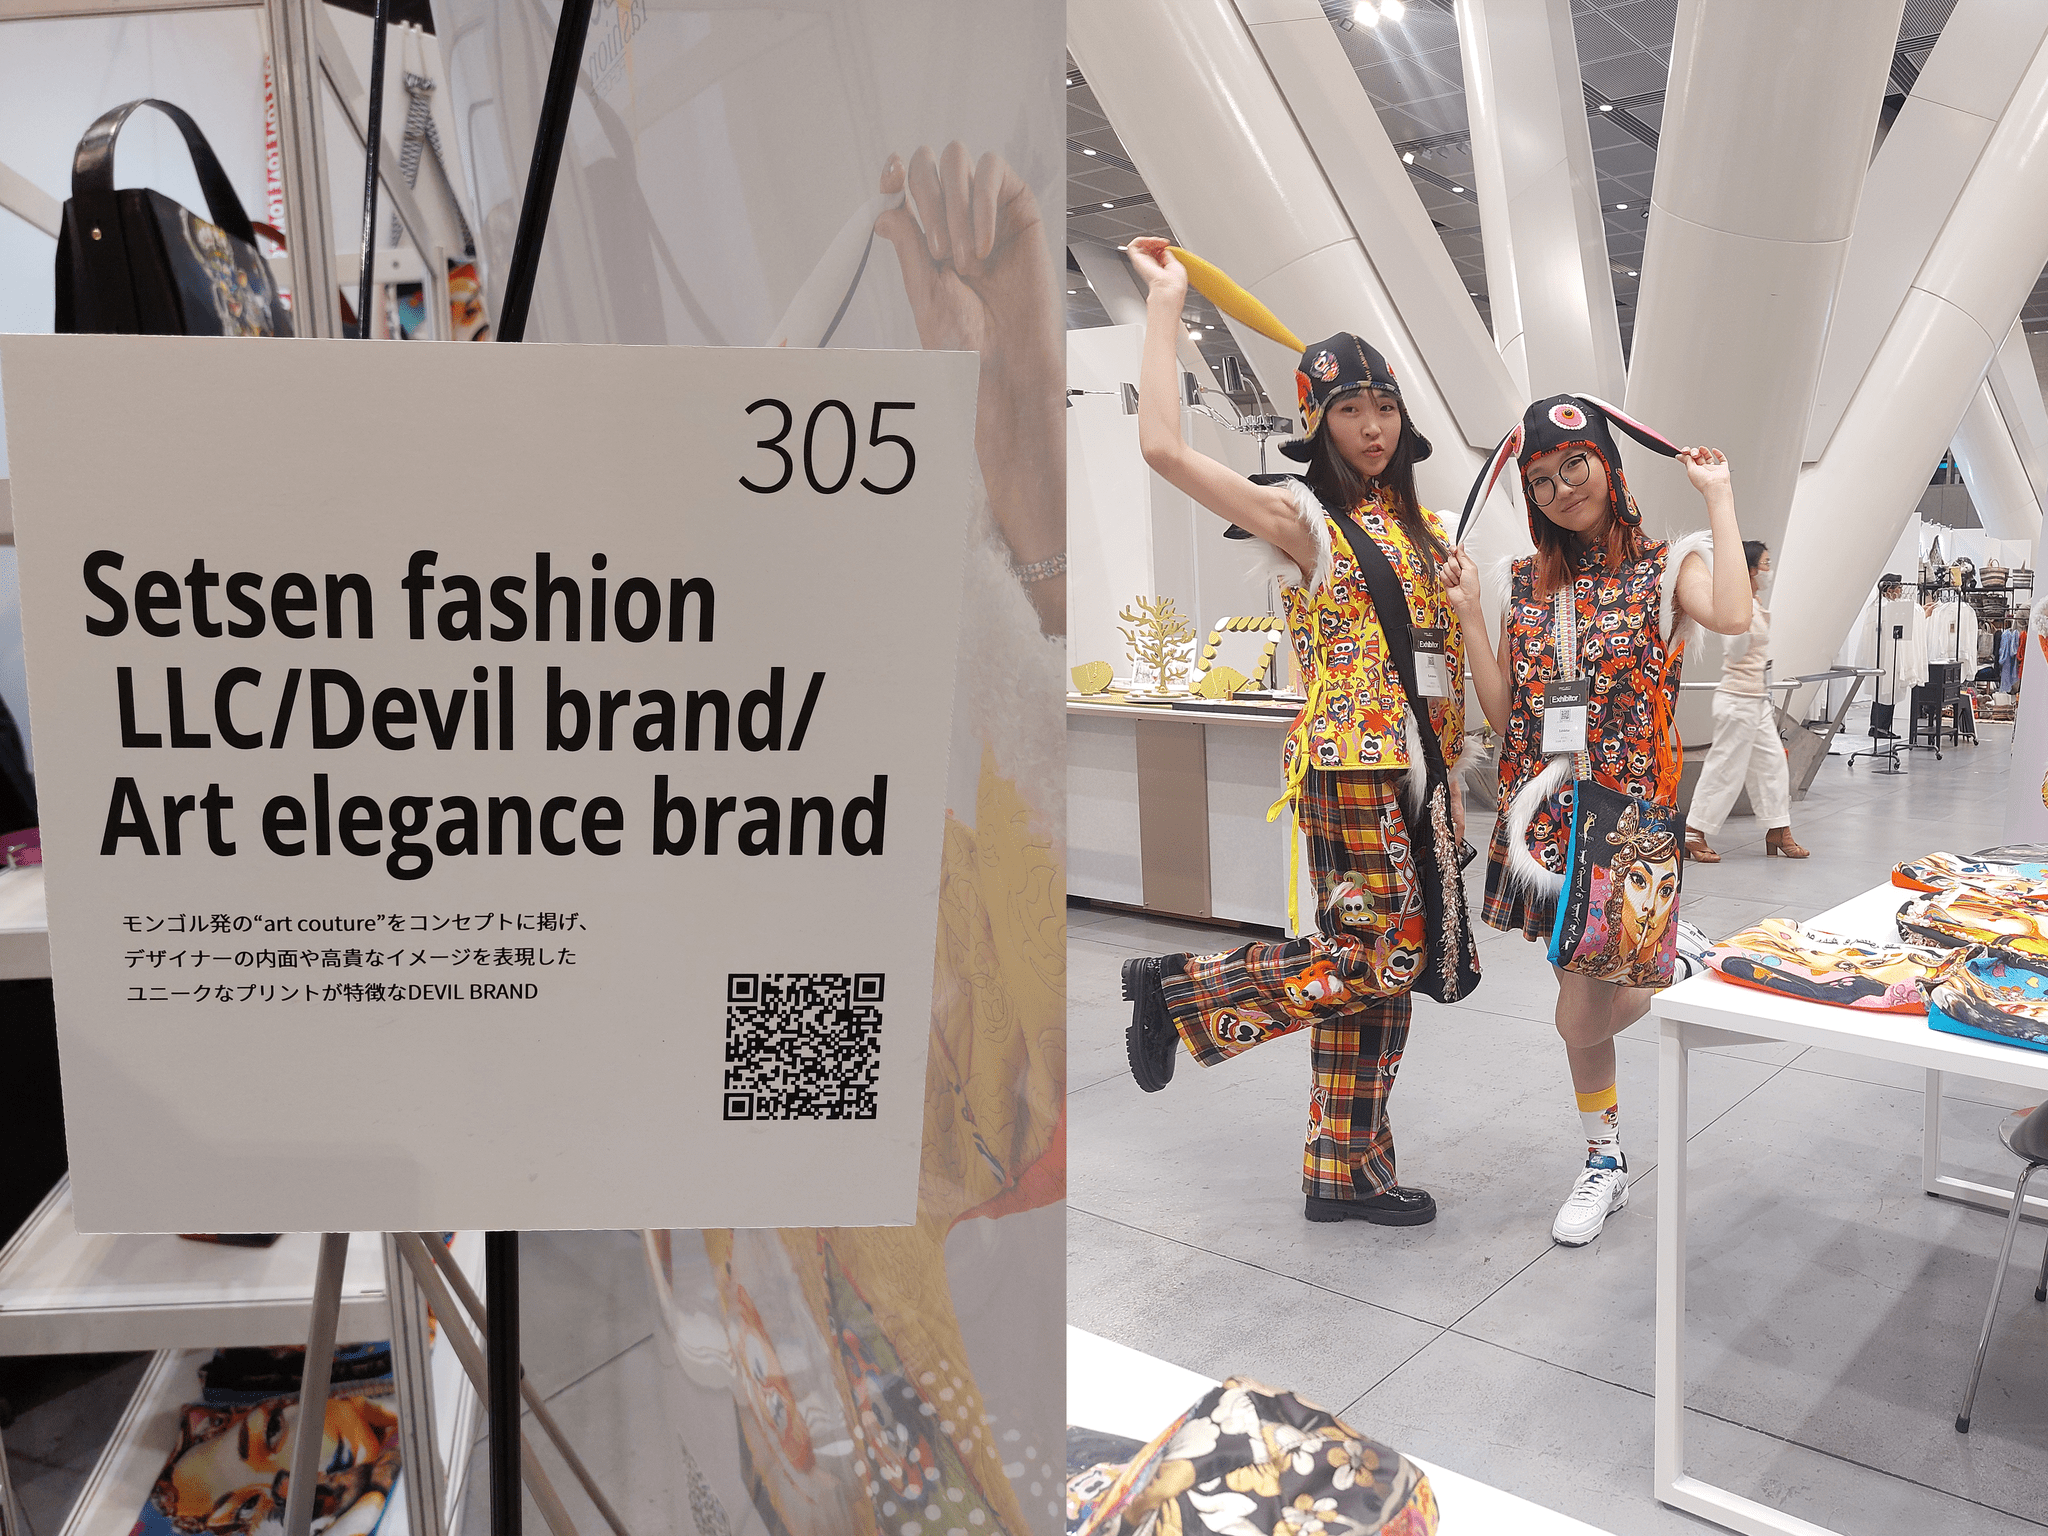 305
Setsen fashion
LLC/Devil brand/
Art elegance brand
モンゴル発の“art couture”をコンセプトに掲げ、
デザイナーの内面や高貴なイメージを表現した
ユニークなプリントが特徴なDEVIL BRAND
fashion
Exhibitor
Exhibitor